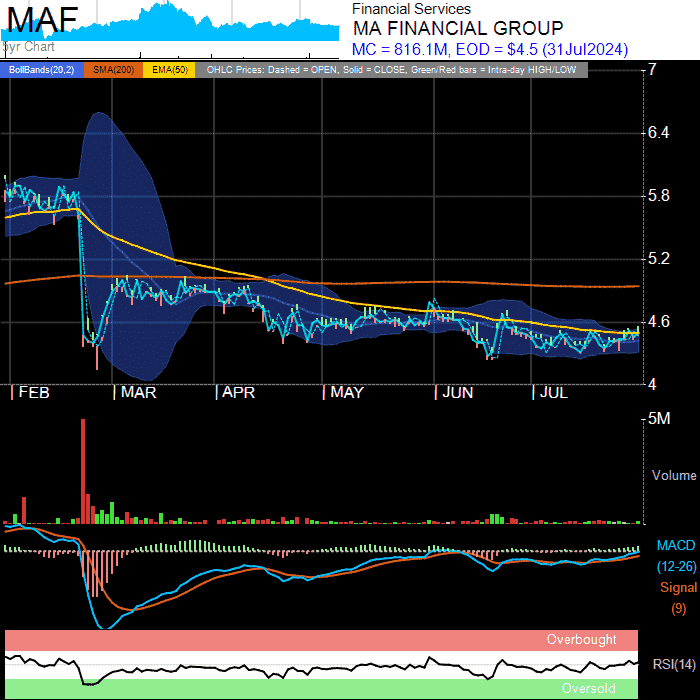 MAF
5yr Chart
Financial Services
MA FINANCIAL GROUP
MC = 816.1M, EOD = $4.5 (31Jul2024)
BollBands(20,2) SMA(200) EMA(50) OHLC Prices: Dashed = OPEN, Solid = CLOSE, Green/Red bars = Intra-day HIGH/LOW
7
6.4
5.8
5.2
4.6
4
FEB MAR APR MAY JUN JUL
5M
Volume
MACD
(12-26)
Signal
(9)
Overbought
RSI(14)
Oversold